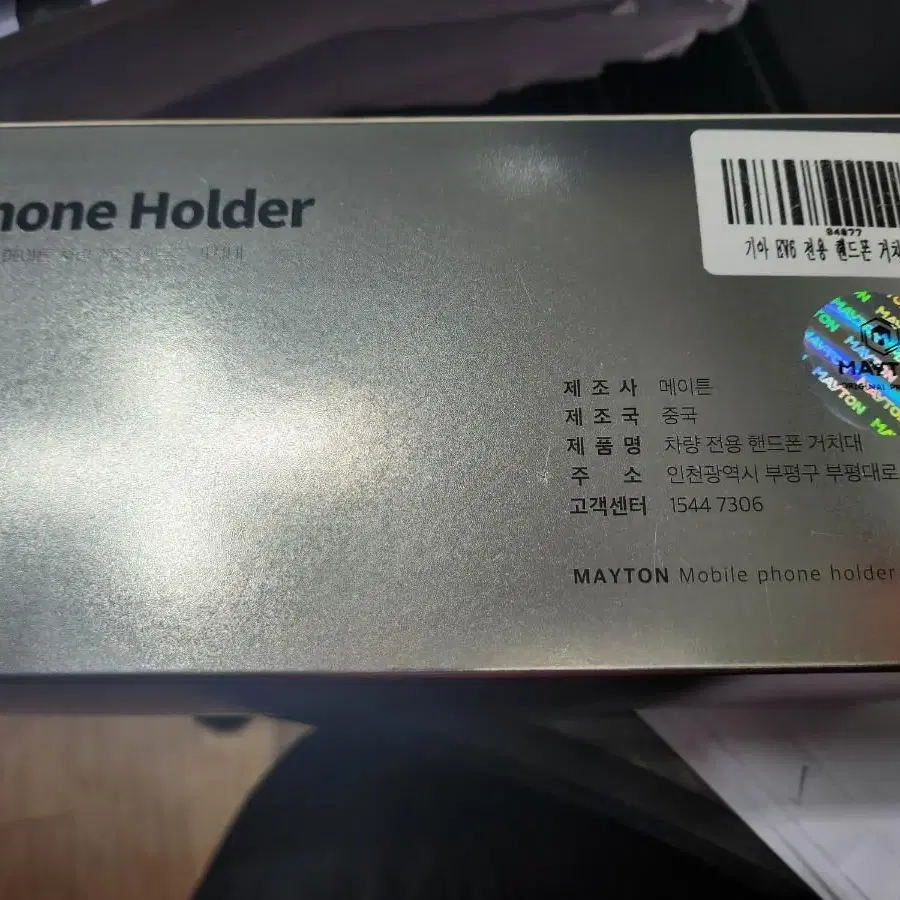 hone Holder
84877
기아 EV6 전용 핸드폰 거치
MAYTON
제 조 사 메이튼
제 조 국 중국
제 품 명 차량 전용 핸드폰 거치대
주 소 인천광역시 부평구 부평대로
고객센터 1544 7306
MAYTON Mobile phone holder